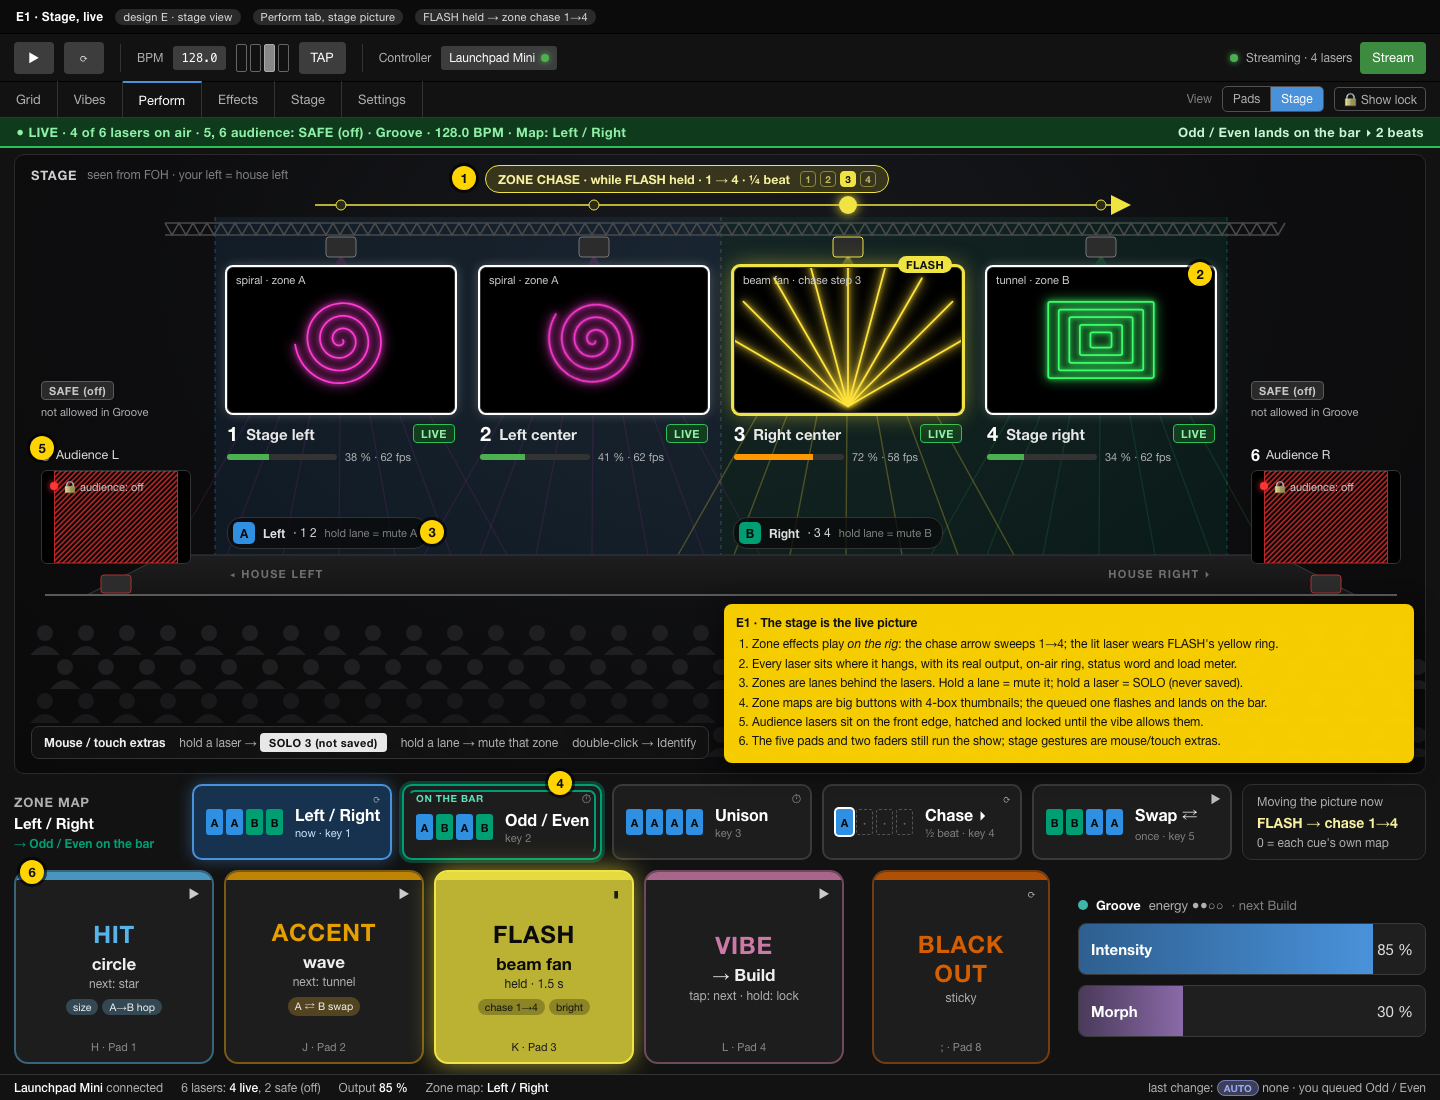 E1 · Stage, live design E · stage view Perform tab, stage picture FLASH held → zone chase 1→4
BPM 128.0 TAP Controller Launchpad Mini Streaming · 4 lasers Stream
Grid Vibes Perform Effects Stage Settings View Pads Stage Show lock
LIVE · 4 of 6 lasers on air · 5, 6 audience: SAFE (off) · Groove · 128.0 BPM · Map: Left / Right Odd / Even lands on the bar 2 beats
STAGE seen from FOH · your left = house left
1 ZONE CHASE · while FLASH held · 1 → 4 · ¼ beat 1 2 3 4
FLASH
spiral · zone A spiral · zone A beam fan · chase step 3 tunnel · zone B 2
SAFE (off) SAFE (off)
not allowed in Groove not allowed in Groove
1 Stage left LIVE 2 Left center LIVE 3 Right center LIVE 4 Stage right LIVE
5 Audience L 6 Audience R
38 % · 62 fps 41 % · 62 fps 72 % · 58 fps 34 % · 62 fps
audience: off audience: off
A Left · 1 2 hold lane = mute A 3 B Right · 3 4 hold lane = mute B
HOUSE LEFT HOUSE RIGHT
E1 · The stage is the live picture
1. Zone effects play on the rig: the chase arrow sweeps 1→4; the lit laser wears FLASH's yellow ring.
2. Every laser sits where it hangs, with its real output, on-air ring, status word and load meter.
3. Zones are lanes behind the lasers. Hold a lane = mute it; hold a laser = SOLO (never saved).
4. Zone maps are big buttons with 4-box thumbnails; the queued one flashes and lands on the bar.
5. Audience lasers sit on the front edge, hatched and locked until the vibe allows them.
6. The five pads and two faders still run the show; stage gestures are mouse/touch extras.
Mouse / touch extras hold a laser → SOLO 3 (not saved) hold a lane → mute that zone double-click → Identify
4
ZONE MAP
Left / Right
→ Odd / Even on the bar
A A B B Left / Right
now · key 1
ON THE BAR
A B A B Odd / Even
key 2
A A A A Unison
key 3
A · · · Chase
½ beat · key 4
B B A A Swap ⇄
once · key 5
Moving the picture now
FLASH → chase 1→4
0 = each cue's own map
6
HIT
circle
next: star
size A→B hop
H · Pad 1
ACCENT
wave
next: tunnel
A ⇄ B swap
J · Pad 2
FLASH
beam fan
held · 1.5 s
chase 1→4 bright
K · Pad 3
VIBE
→ Build
tap: next · hold: lock
L · Pad 4
BLACK
OUT
sticky
; · Pad 8
Groove energy ●●○○ · next Build
Intensity 85 %
Morph 30 %
Launchpad Mini connected 6 lasers: 4 live, 2 safe (off) Output 85 % Zone map: Left / Right last change: AUTO none · you queued Odd / Even